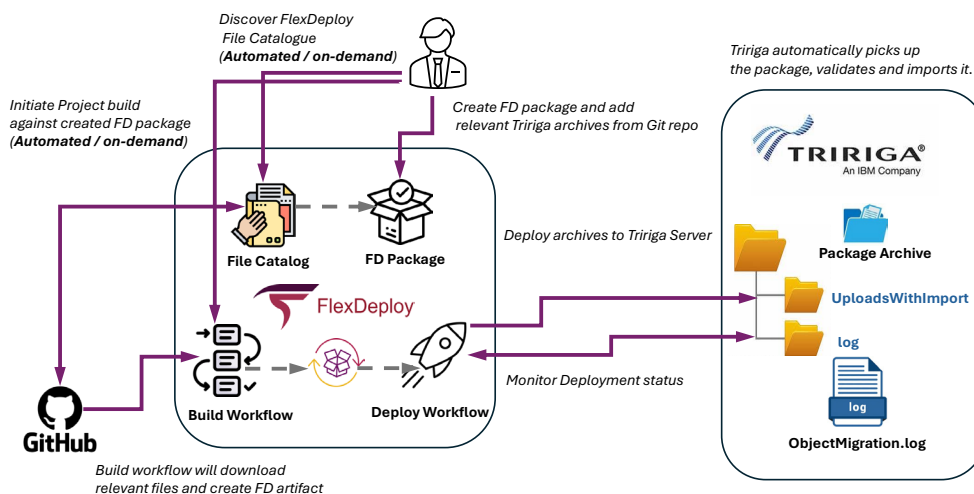 Discover FlexDeploy
File Catalogue
(Automated / on-demand)
Tririga automatically picks up
the package, validates and imports it.
Initiate Project build
against created FD package
(Automated / on-demand)
Create FD package and add
relevant Tririga archives from Git repo
TRIRIGA®
An IBM Company
File Catalog
FD Package
Deploy archives to Tririga Server
Package Archive
FlexDeploy
UploadsWithImport
log
Build Workflow
Deploy Workflow
Monitor Deployment status
log
GitHub
ObjectMigration.log
Build workflow will download
relevant files and create FD artifact